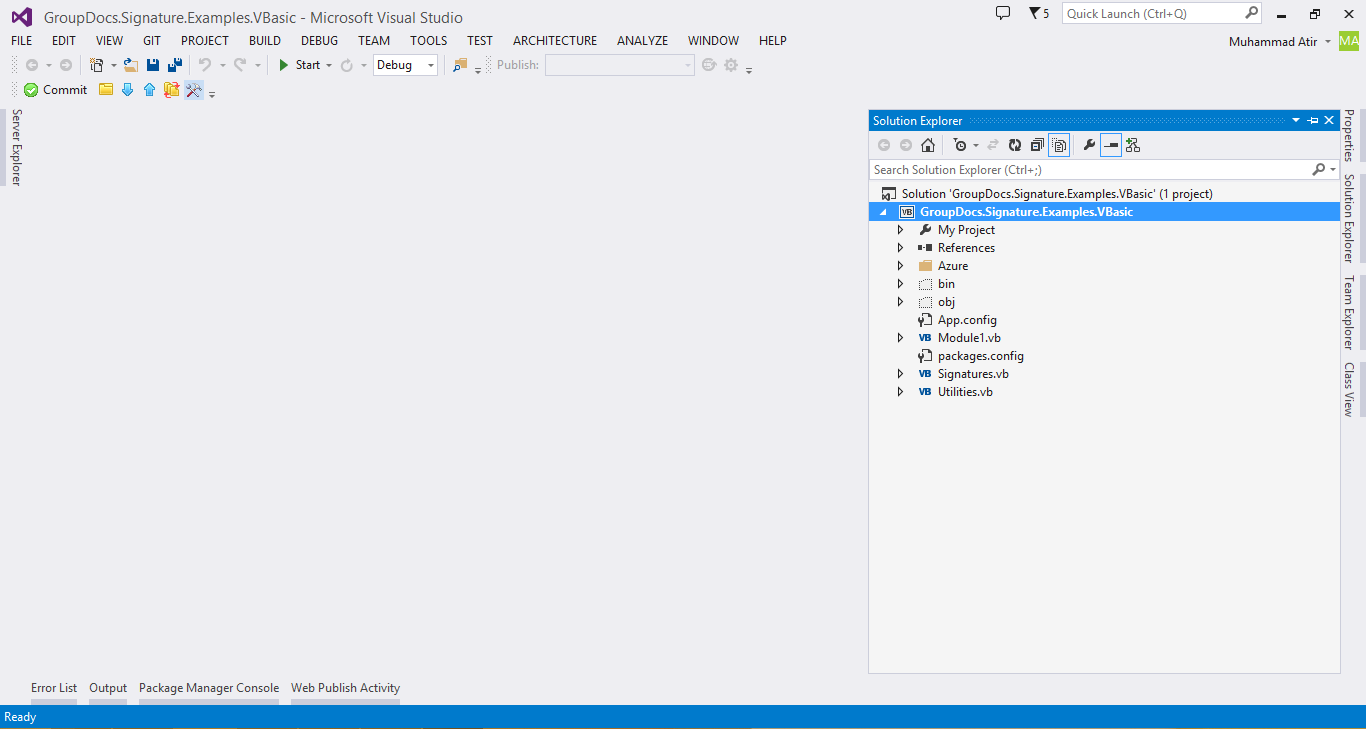 GroupDocs.Signature.Examples.VBasic - Microsoft Visual Studio
5
Quick Launch (Ctrl+Q)
FILE EDIT VIEW GIT PROJECT BUILD DEBUG TEAM TOOLS TEST ARCHITECTURE ANALYZE WINDOW HELP
Muhammad Atir
MA
Start
Debug
Publish:
Commit
Server Explorer
Solution Explorer
Search Solution Explorer (Ctrl+;)
Solution 'GroupDocs.Signature.Examples.VBasic' (1 project)
VB GroupDocs.Signature.Examples.VBasic
My Project
References
Azure
bin
obj
App.config
VB Module1.vb
packages.config
VB Signatures.vb
VB Utilities.vb
Properties
Solution Explorer
Team Explorer
Class View
Error List Output Package Manager Console Web Publish Activity
Ready